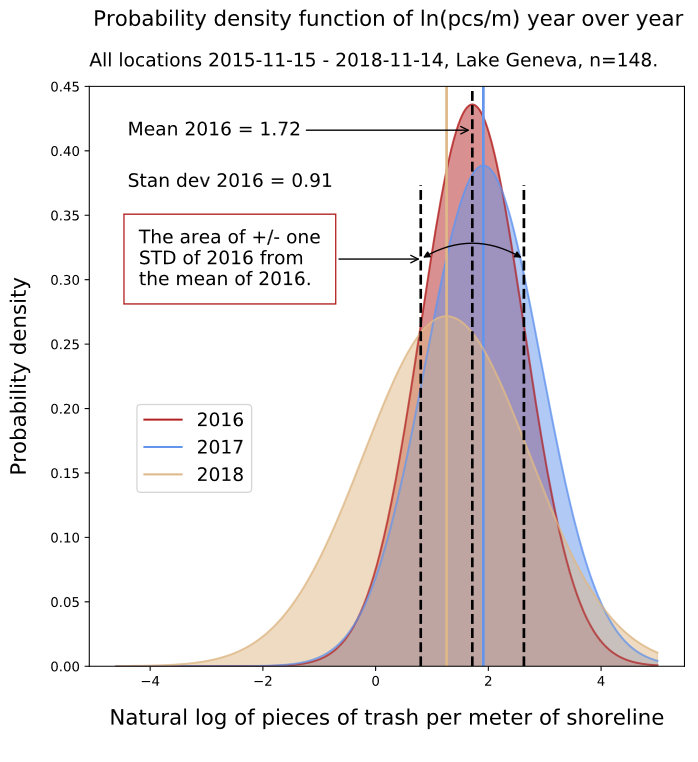 Probability density function of ln(pcs/m) year over year
All locations 2015-11-15 - 2018-11-14, Lake Geneva, n=148.
0.45
Mean 2016 = 1.72
0.40
Stan dev 2016 = 0.91
0.35
The area of +/- one
STD of 2016 from
the mean of 2016.
0.30
0.25
0.20
2016
2017
2018
0.15
0.10
0.05
0.00
Probability density
−4
−2
0
2
4
Natural log of pieces of trash per meter of shoreline